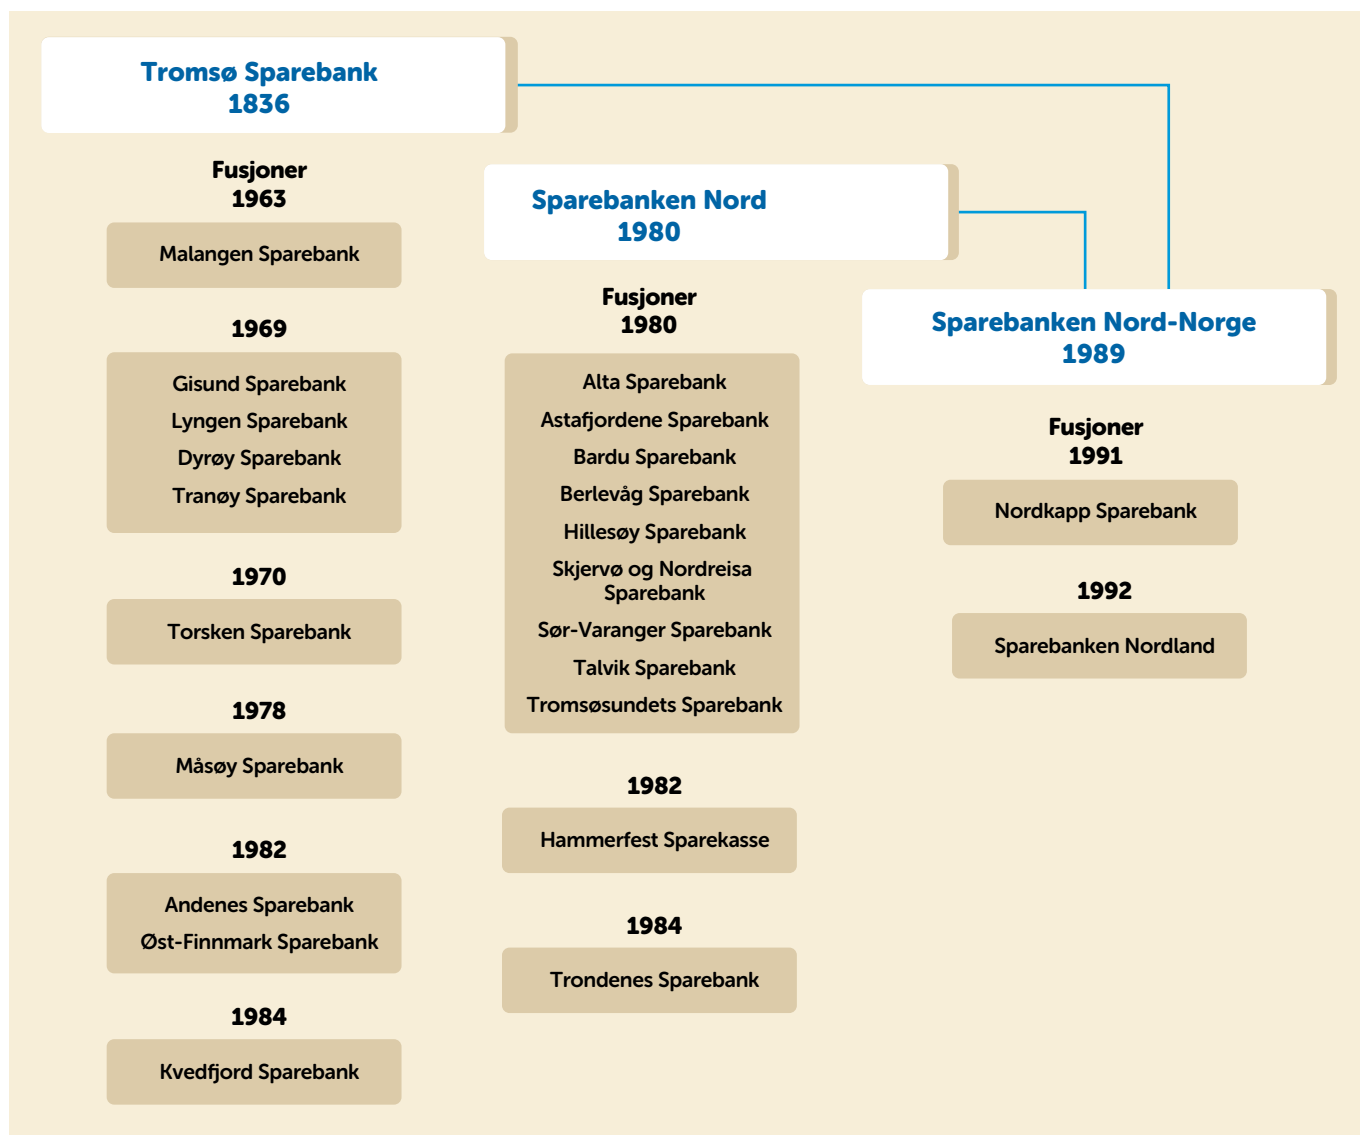 Tromsø Sparebank
1836
Fusjoner
1963
Malangen Sparebank
1969
Gisund Sparebank
Lyngen Sparebank
Dyrøy Sparebank
Tranøy Sparebank
1970
Torsken Sparebank
1978
Måsøy Sparebank
1982
Andenes Sparebank
Øst-Finnmark Sparebank
1984
Kvedfjord Sparebank
Sparebanken Nord
1980
Fusjoner
1980
Alta Sparebank
Astafjordene Sparebank
Bardu Sparebank
Berlevåg Sparebank
Hillesøy Sparebank
Skjervø og Nordreisa
Sparebank
Sør-Varanger Sparebank
Talvik Sparebank
Tromsøsundets Sparebank
1982
Hammerfest Sparekasse
1984
Trondenes Sparebank
Sparebanken Nord-Norge
1989
Fusjoner
1991
Nordkapp Sparebank
1992
Sparebanken Nordland